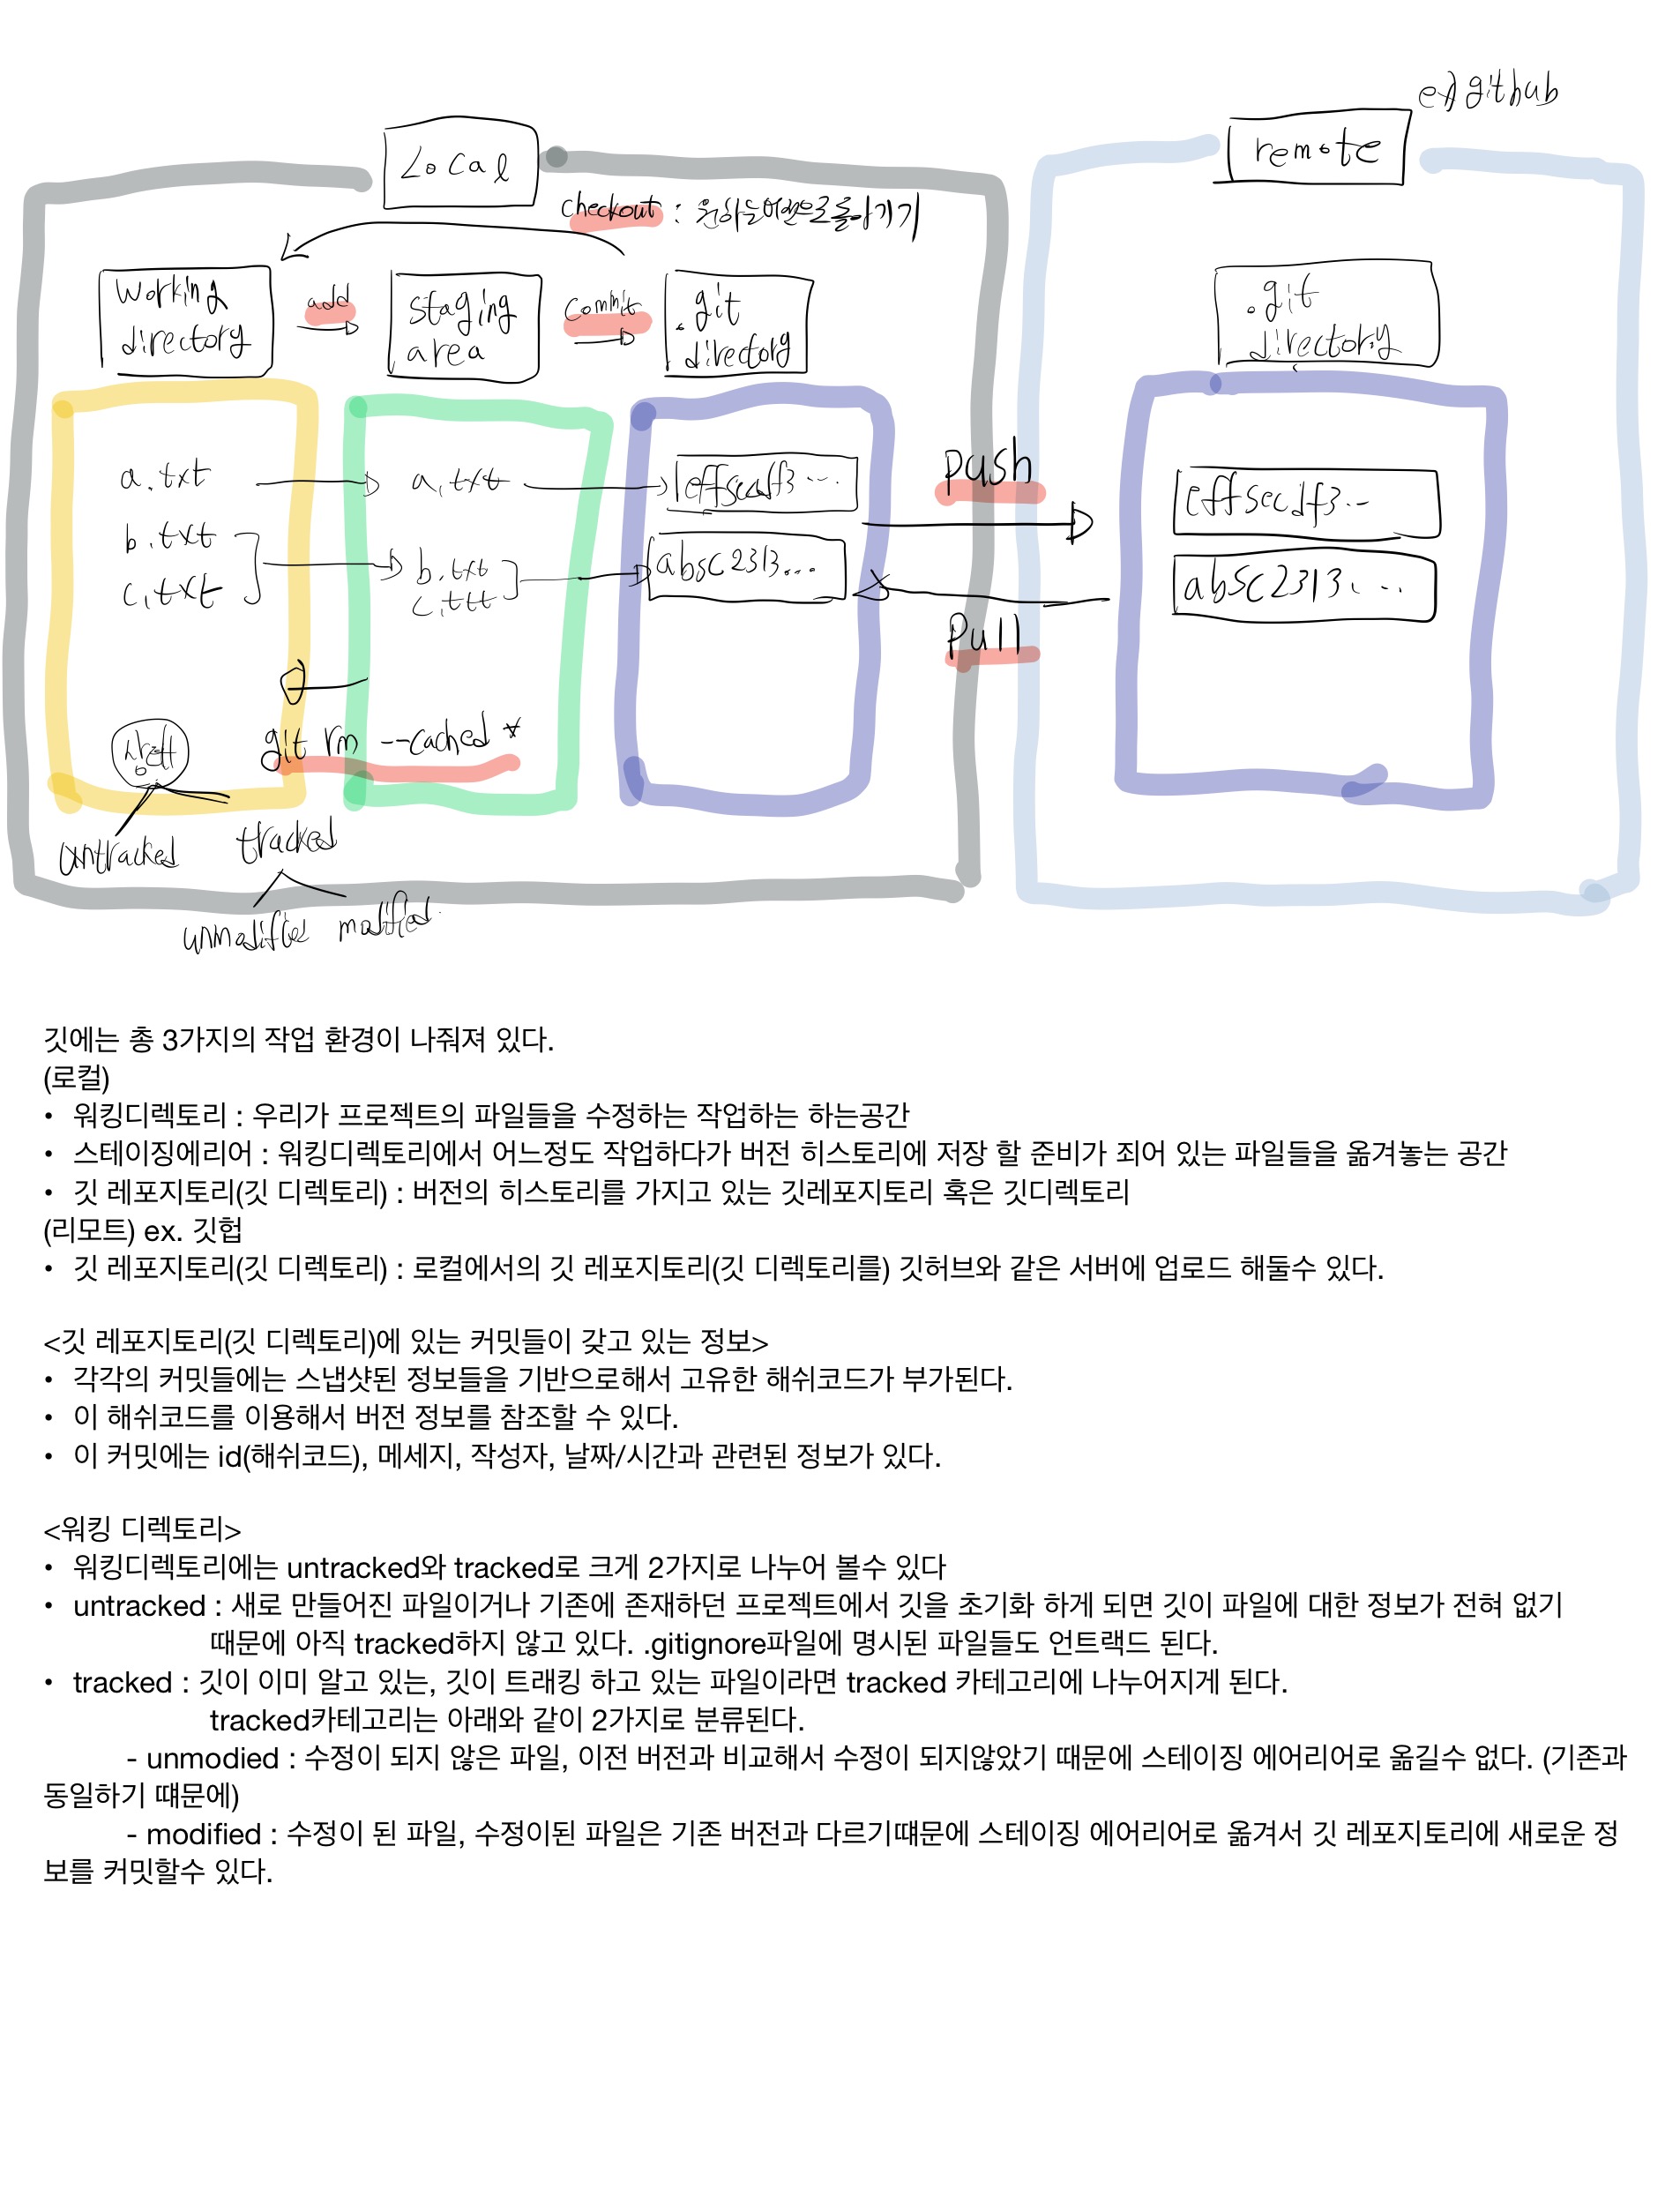 ex) github
Local
remote
checkout : 원하는버전으로돌아가기
working
directory
add
staging
area
commit
.git
directory
.git
directory
a.txt
a.txt
b.txt
c.txt
b.txt
c.ttt
absc2313...
push
pull
absc2313...
git rm --cached *
상태
untracked
tracked
unmodified
modified
깃에는 총 3가지의 작업 환경이 나눠져 있다.
(로컬)
• 워킹디렉토리 : 우리가 프로젝트의 파일들을 수정하는 작업하는 하는공간
• 스테이징에리어 : 워킹디렉토리에서 어느정도 작업하다가 버전 히스토리에 저장 할 준비가 죄어 있는 파일들을 옮겨놓는 공간
• 깃 레포지토리(깃 디렉토리) : 버전의 히스토리를 가지고 있는 깃레포지토리 혹은 깃디렉토리
(리모트) ex. 깃헙
• 깃 레포지토리(깃 디렉토리) : 로컬에서의 깃 레포지토리(깃 디렉토리를) 깃허브와 같은 서버에 업로드 해둘수 있다.
<깃 레포지토리(깃 디렉토리)에 있는 커밋들이 갖고 있는 정보>
• 각각의 커밋들에는 스냅샷된 정보들을 기반으로해서 고유한 해쉬코드가 부가된다.
• 이 해쉬코드를 이용해서 버전 정보를 참조할 수 있다.
• 이 커밋에는 id(해쉬코드), 메세지, 작성자, 날짜/시간과 관련된 정보가 있다.
<워킹 디렉토리>
• 워킹디렉토리에는 untracked와 tracked로 크게 2가지로 나누어 볼수 있다
• untracked : 새로 만들어진 파일이거나 기존에 존재하던 프로젝트에서 깃을 초기화 하게 되면 깃이 파일에 대한 정보가 전혀 없기
때문에 아직 tracked하지 않고 있다. .gitignore파일에 명시된 파일들도 언트랙드 된다.
• tracked : 깃이 이미 알고 있는, 깃이 트래킹 하고 있는 파일이라면 tracked 카테고리에 나누어지게 된다.
tracked카테고리는 아래와 같이 2가지로 분류된다.
- unmodied : 수정이 되지 않은 파일, 이전 버전과 비교해서 수정이 되지않았기 때문에 스테이징 에어리어로 옮길수 없다. (기존과
동일하기 떄문에)
- modified : 수정이 된 파일, 수정이된 파일은 기존 버전과 다르기떄문에 스테이징 에어리어로 옮겨서 깃 레포지토리에 새로운 정
보를 커밋할수 있다.